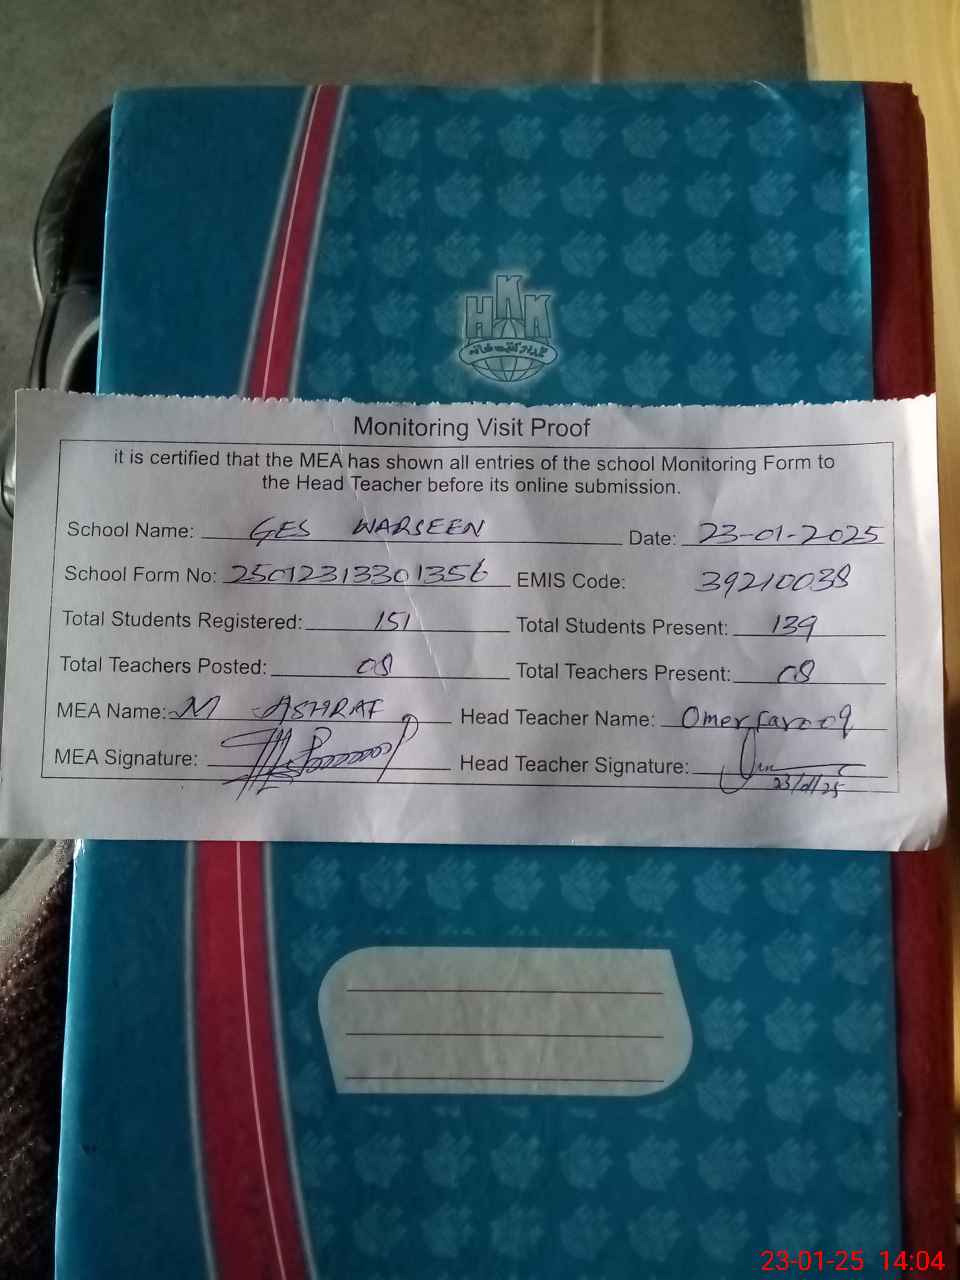 HKK
Monitoring Visit Proof
it is certified that the MEA has shown all entries of the school Monitoring Form to
the Head Teacher before its online submission.
School Name: GES WARSEEN Date: 23-01-2025
School Form No: 25012313301356 EMIS Code: 39210038
Total Students Registered: 151 Total Students Present: 139
Total Teachers Posted: 08 Total Teachers Present: 08
MEA Name: M ASHRAF Head Teacher Name: Omer farooq
MEA Signature: Head Teacher Signature:
23/01/25
23-01-25 14:04